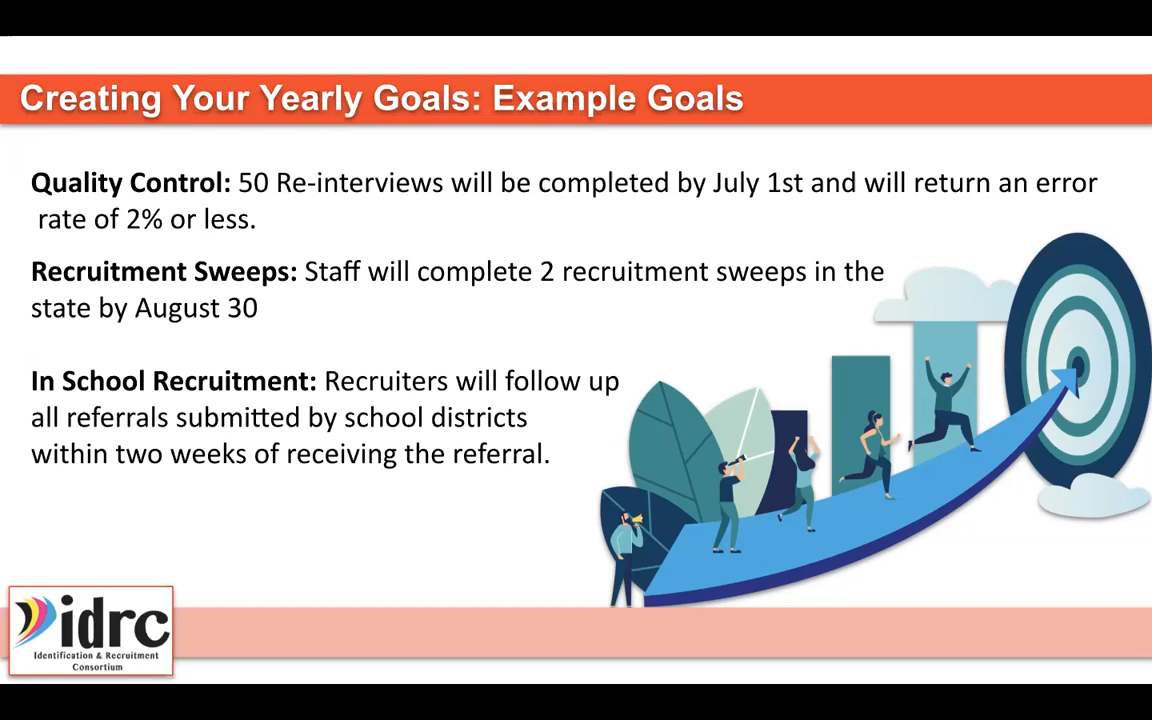 Creating Your Yearly Goals: Example Goals
Quality Control: 50 Re-interviews will be completed by July 1st and will return an error
rate of 2% or less.
Recruitment Sweeps: Staff will complete 2 recruitment sweeps in the
state by August 30
In School Recruitment: Recruiters will follow up
all referrals submitted by school districts
within two weeks of receiving the referral.
idrc
Identification & Recruitment
Consortium